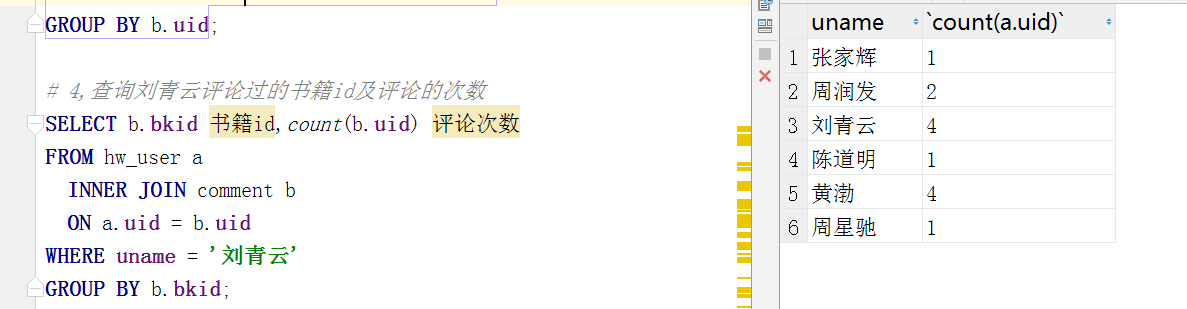 GROUP BY b.uid;
# 4,查询刘青云评论过的书籍id及评论的次数
SELECT b.bkid 书籍id,count(b.uid) 评论次数
FROM hw_user a
INNER JOIN comment b
ON a.uid = b.uid
WHERE uname = '刘青云'
GROUP BY b.bkid;
uname `count(a.uid)`
1 张家辉 1
2 周润发 2
3 刘青云 4
4 陈道明 1
5 黄渤 4
6 周星驰 1